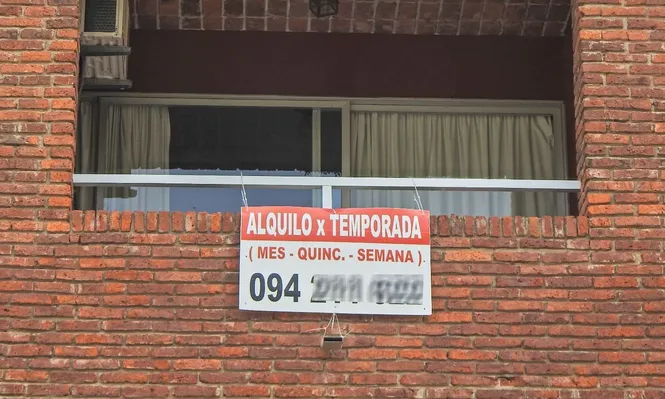 ALQUILO x TEMPORADA
( MES - QUINC. - SEMANA )
094